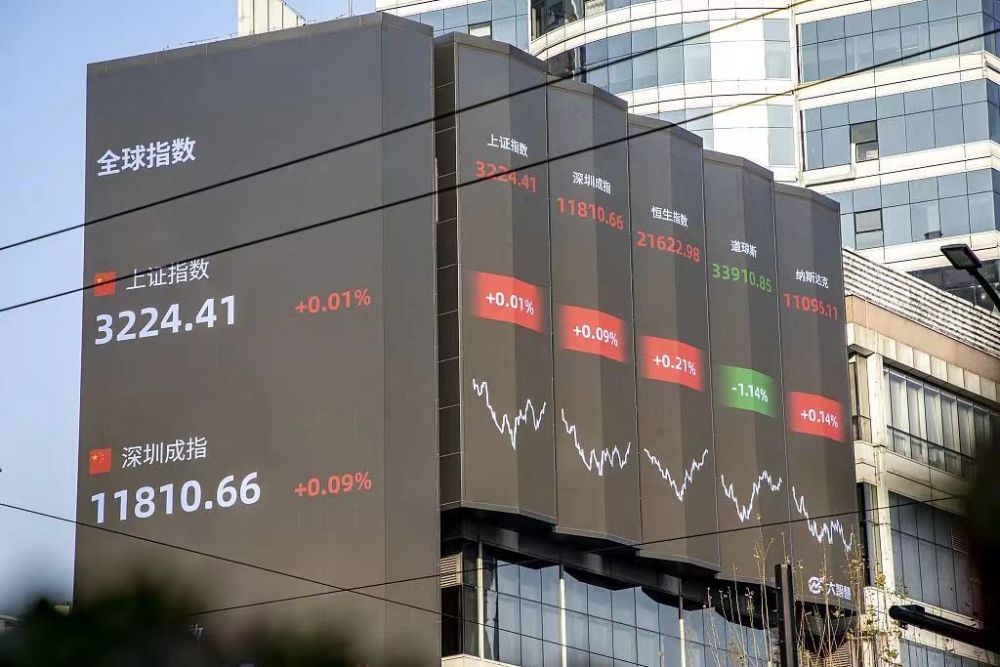 全球指数
上证指数
3224.41
+0.01%
深圳成指
11810.66
+0.09%
数
上证指数
3224.41
+0.01%
深圳成指
11810.66
+0.09%
恒生指数
21622.98
+0.21%
道琼斯
33910.85
-1.14%
纳斯达克
11095.11
+0.14%
大智慧